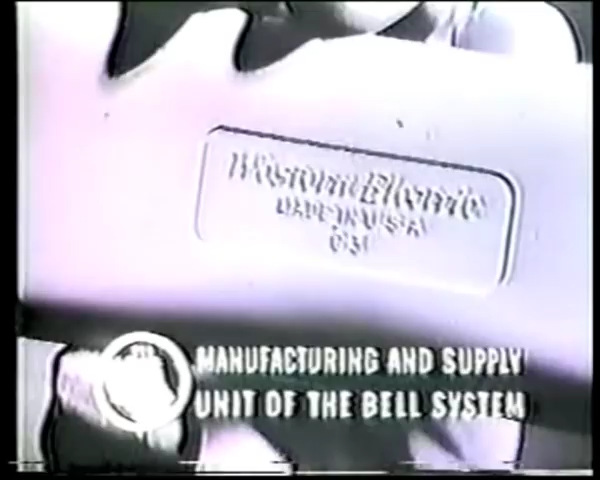 Western Electric
MADE IN U.S.A.
MANUFACTURING AND SUPPLY
UNIT OF THE BELL SYSTEM